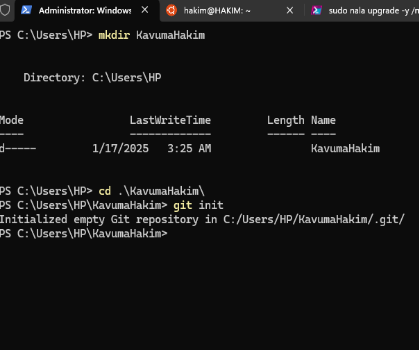 Administrator: Windows
hakim@HAKIM: ~
sudo nala upgrade -y
PS C:\Users\HP> mkdir KavumaHakim
Directory: C:\Users\HP
Mode LastWriteTime Length Name
---- ------------- ------ ----
d----- 1/17/2025 3:25 AM KavumaHakim
PS C:\Users\HP> cd .\KavumaHakim\
PS C:\Users\HP\KavumaHakim> git init
Initialized empty Git repository in C:/Users/HP/KavumaHakim/.git/
PS C:\Users\HP\KavumaHakim>